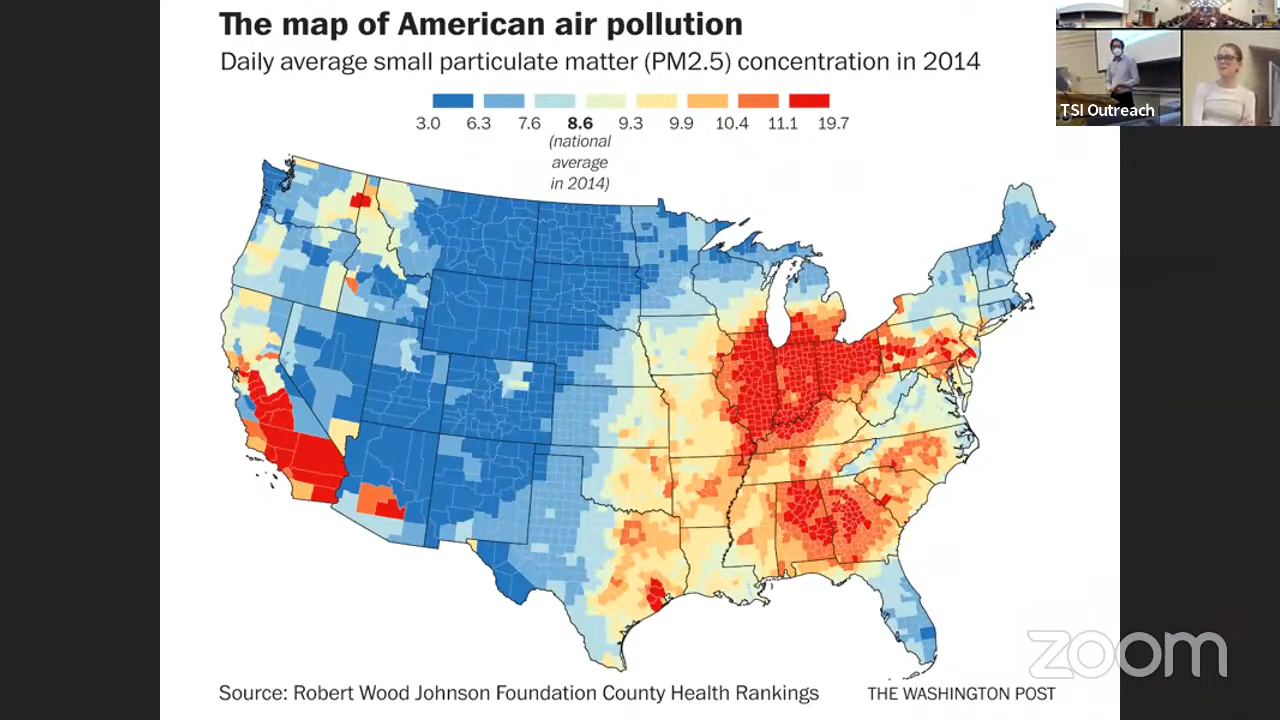 The map of American air pollution
Daily average small particulate matter (PM2.5) concentration in 2014
3.0 6.3 7.6 8.6 9.3 9.9 10.4 11.1 19.7
(national
average
in 2014)
TSI Outreach
zoom
Source: Robert Wood Johnson Foundation County Health Rankings THE WASHINGTON POST